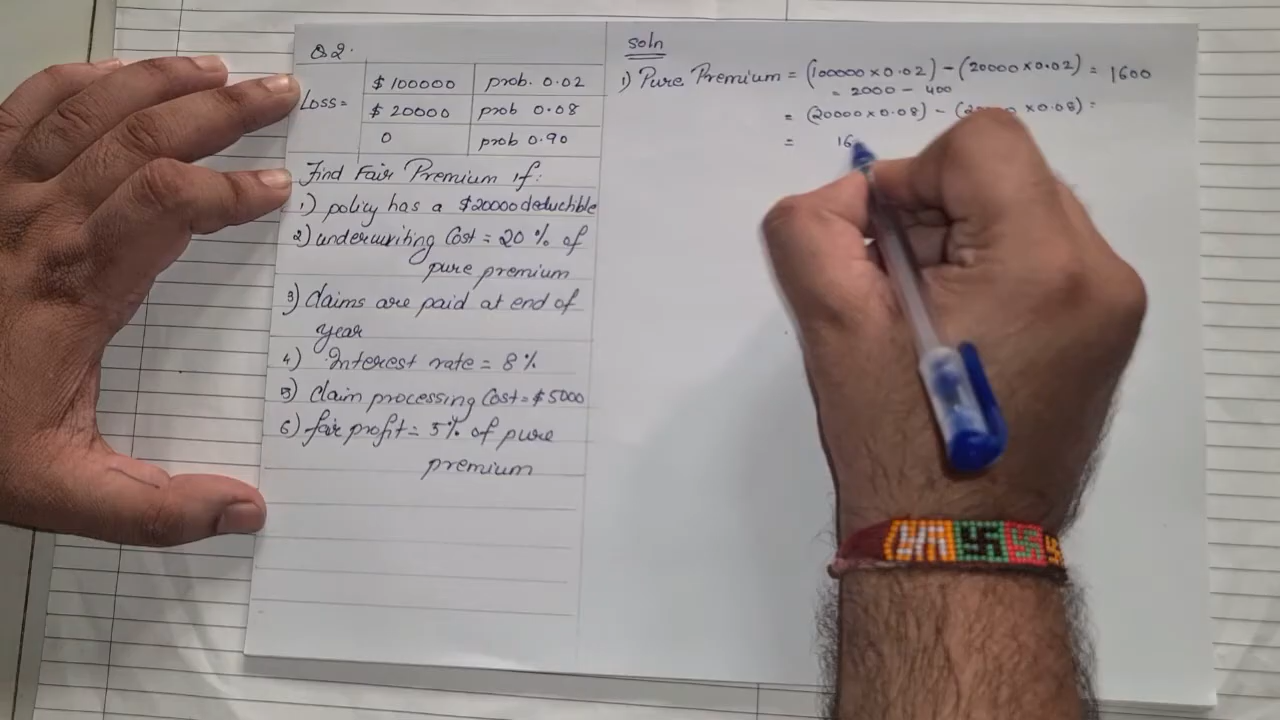 Q2.
Loss = $100000 prob. 0.02
$20000 prob 0.08
0 prob 0.90
Find Fair Premium if:
1) policy has a $20000 deductible
2) underwriting Cost = 20% of
pure premium
3) Claims are paid at end of
year
4) Interest rate = 8%
5) Claim processing Cost = $5000
6) fair profit = 5% of pure
premium
Soln
1) Pure Premium = (100000 × 0.02) - (20000 × 0.02) = 1600
= 2000 - 400
= (20000 × 0.08) - ( × 0.08) =
= 16